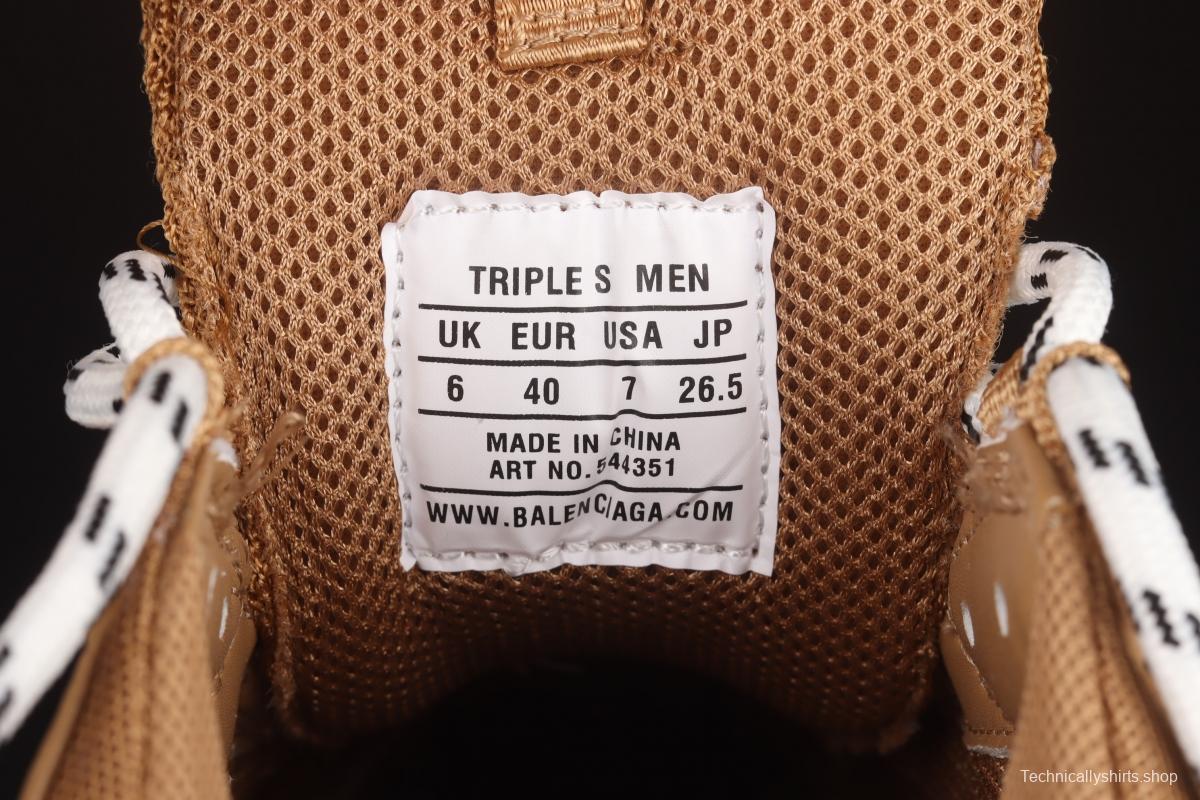 TRIPLE S MEN
UK EUR USA JP
6 40 7 26.5
MADE IN CHINA
ART NO. 544351
WWW.BALENCIAGA.COM
Technicallyshirts.shop